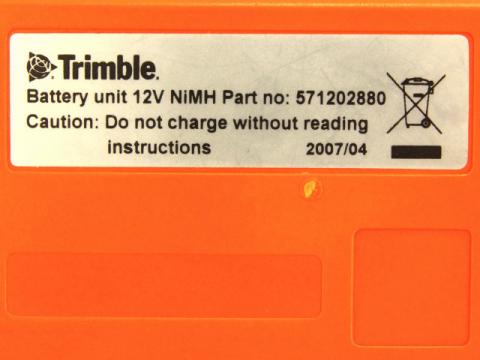 Trimble.
Battery unit 12V NiMH Part no: 571202880
Caution: Do not charge without reading
instructions 2007/04